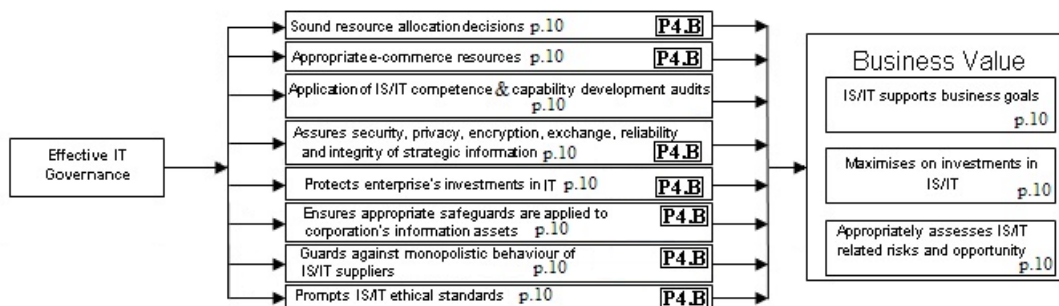 Effective IT
Governance
Sound resource allocation decisions p.10 P4.B
Appropriate e-commerce resources p.10 P4.B
Application of IS/IT competence & capability development audits
p.10
Assures security, privacy, encryption, exchange, reliability
and integrity of strategic information p.10 P4.B
Protects enterprise's investments in IT p.10 P4.B
Ensures appropriate safeguards are applied to P4.B
corporation's information assets p.10
Guards against monopolistic behaviour of P4.B
IS/IT suppliers p.10
Prompts IS/IT ethical standards p.10 P4.B
Business Value
IS/IT supports business goals
p.10
Maximises on investments in
IS/IT p.10
Appropriately assesses IS/IT
related risks and opportunity
p.10